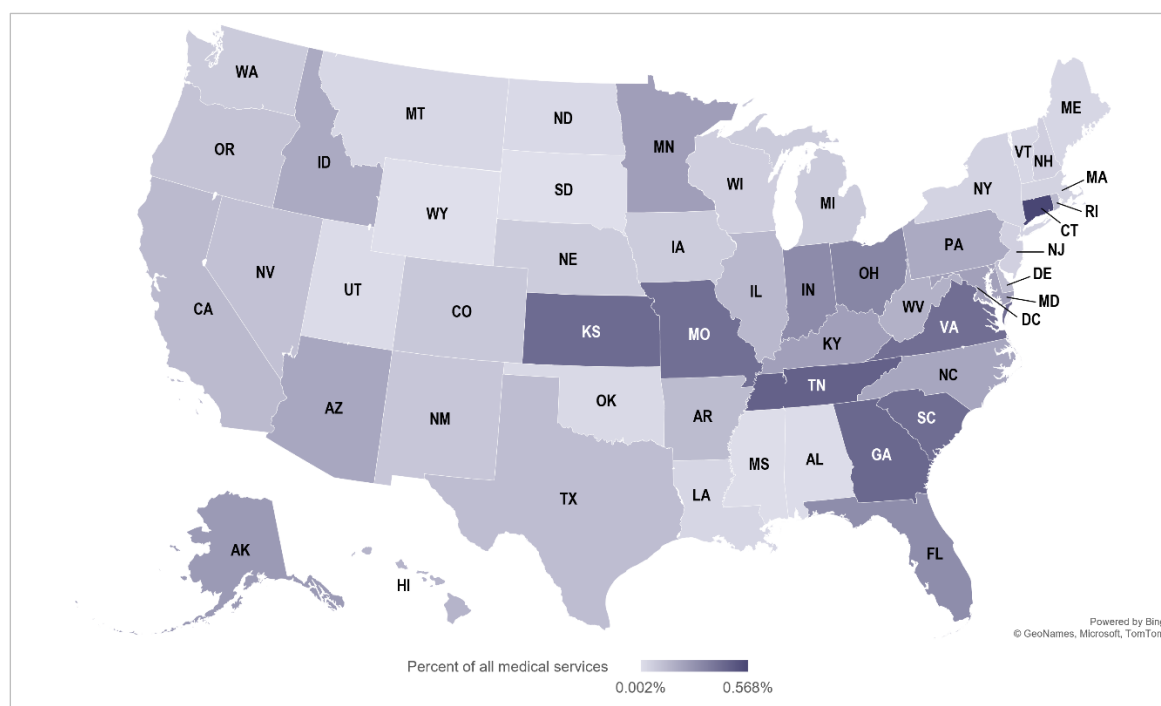 WA
MT
ND
ME
OR
ID
MN
VT
NH
SD
WI
NY
MA
WY
MI
RI
CT
IA
PA
NJ
NE
NV
OH
DE
UT
IL
IN
MD
CA
CO
WV
DC
KS
MO
VA
KY
NC
TN
OK
AZ
NM
AR
SC
MS
AL
GA
LA
TX
AK
FL
HI
Powered by Bing
© GeoNames, Microsoft, TomTom
Percent of all medical services
0.002% 0.568%